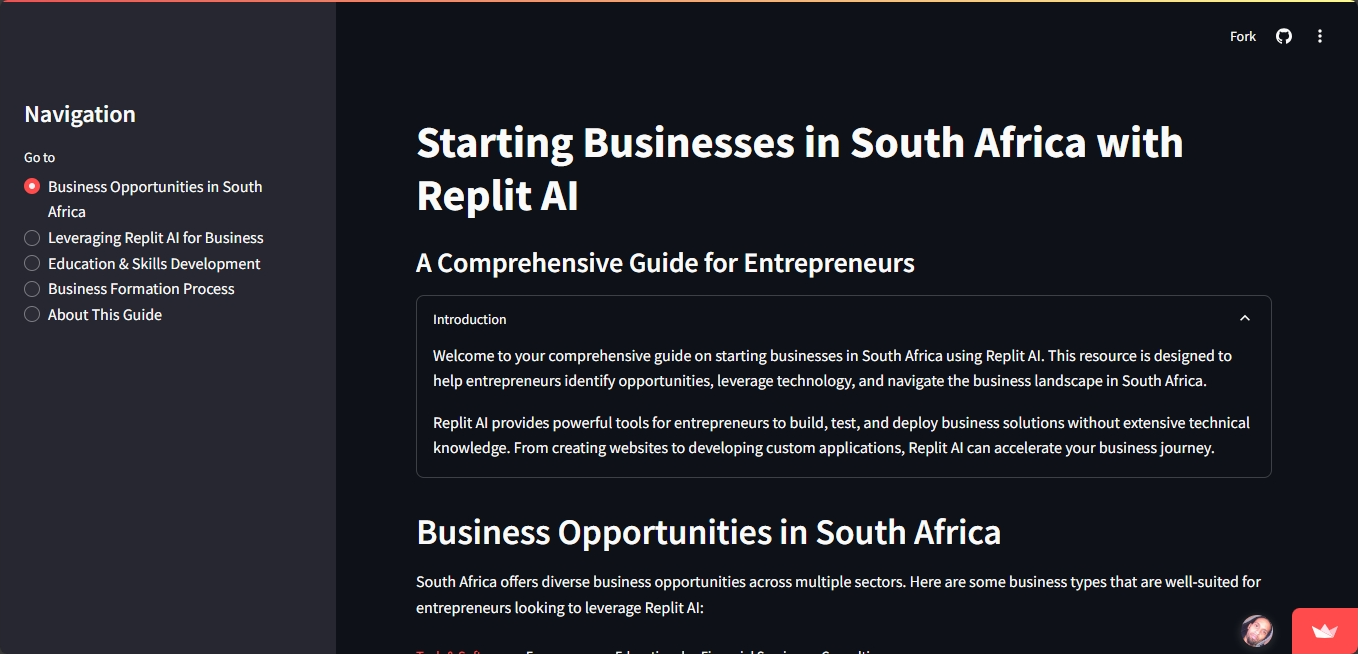 Fork
Navigation
Go to
Business Opportunities in South
Africa
Leveraging Replit AI for Business
Education & Skills Development
Business Formation Process
About This Guide
Starting Businesses in South Africa with
Replit AI
A Comprehensive Guide for Entrepreneurs
Introduction
Welcome to your comprehensive guide on starting businesses in South Africa using Replit AI. This resource is designed to
help entrepreneurs identify opportunities, leverage technology, and navigate the business landscape in South Africa.
Replit AI provides powerful tools for entrepreneurs to build, test, and deploy business solutions without extensive technical
knowledge. From creating websites to developing custom applications, Replit AI can accelerate your business journey.
Business Opportunities in South Africa
South Africa offers diverse business opportunities across multiple sectors. Here are some business types that are well-suited for
entrepreneurs looking to leverage Replit AI: